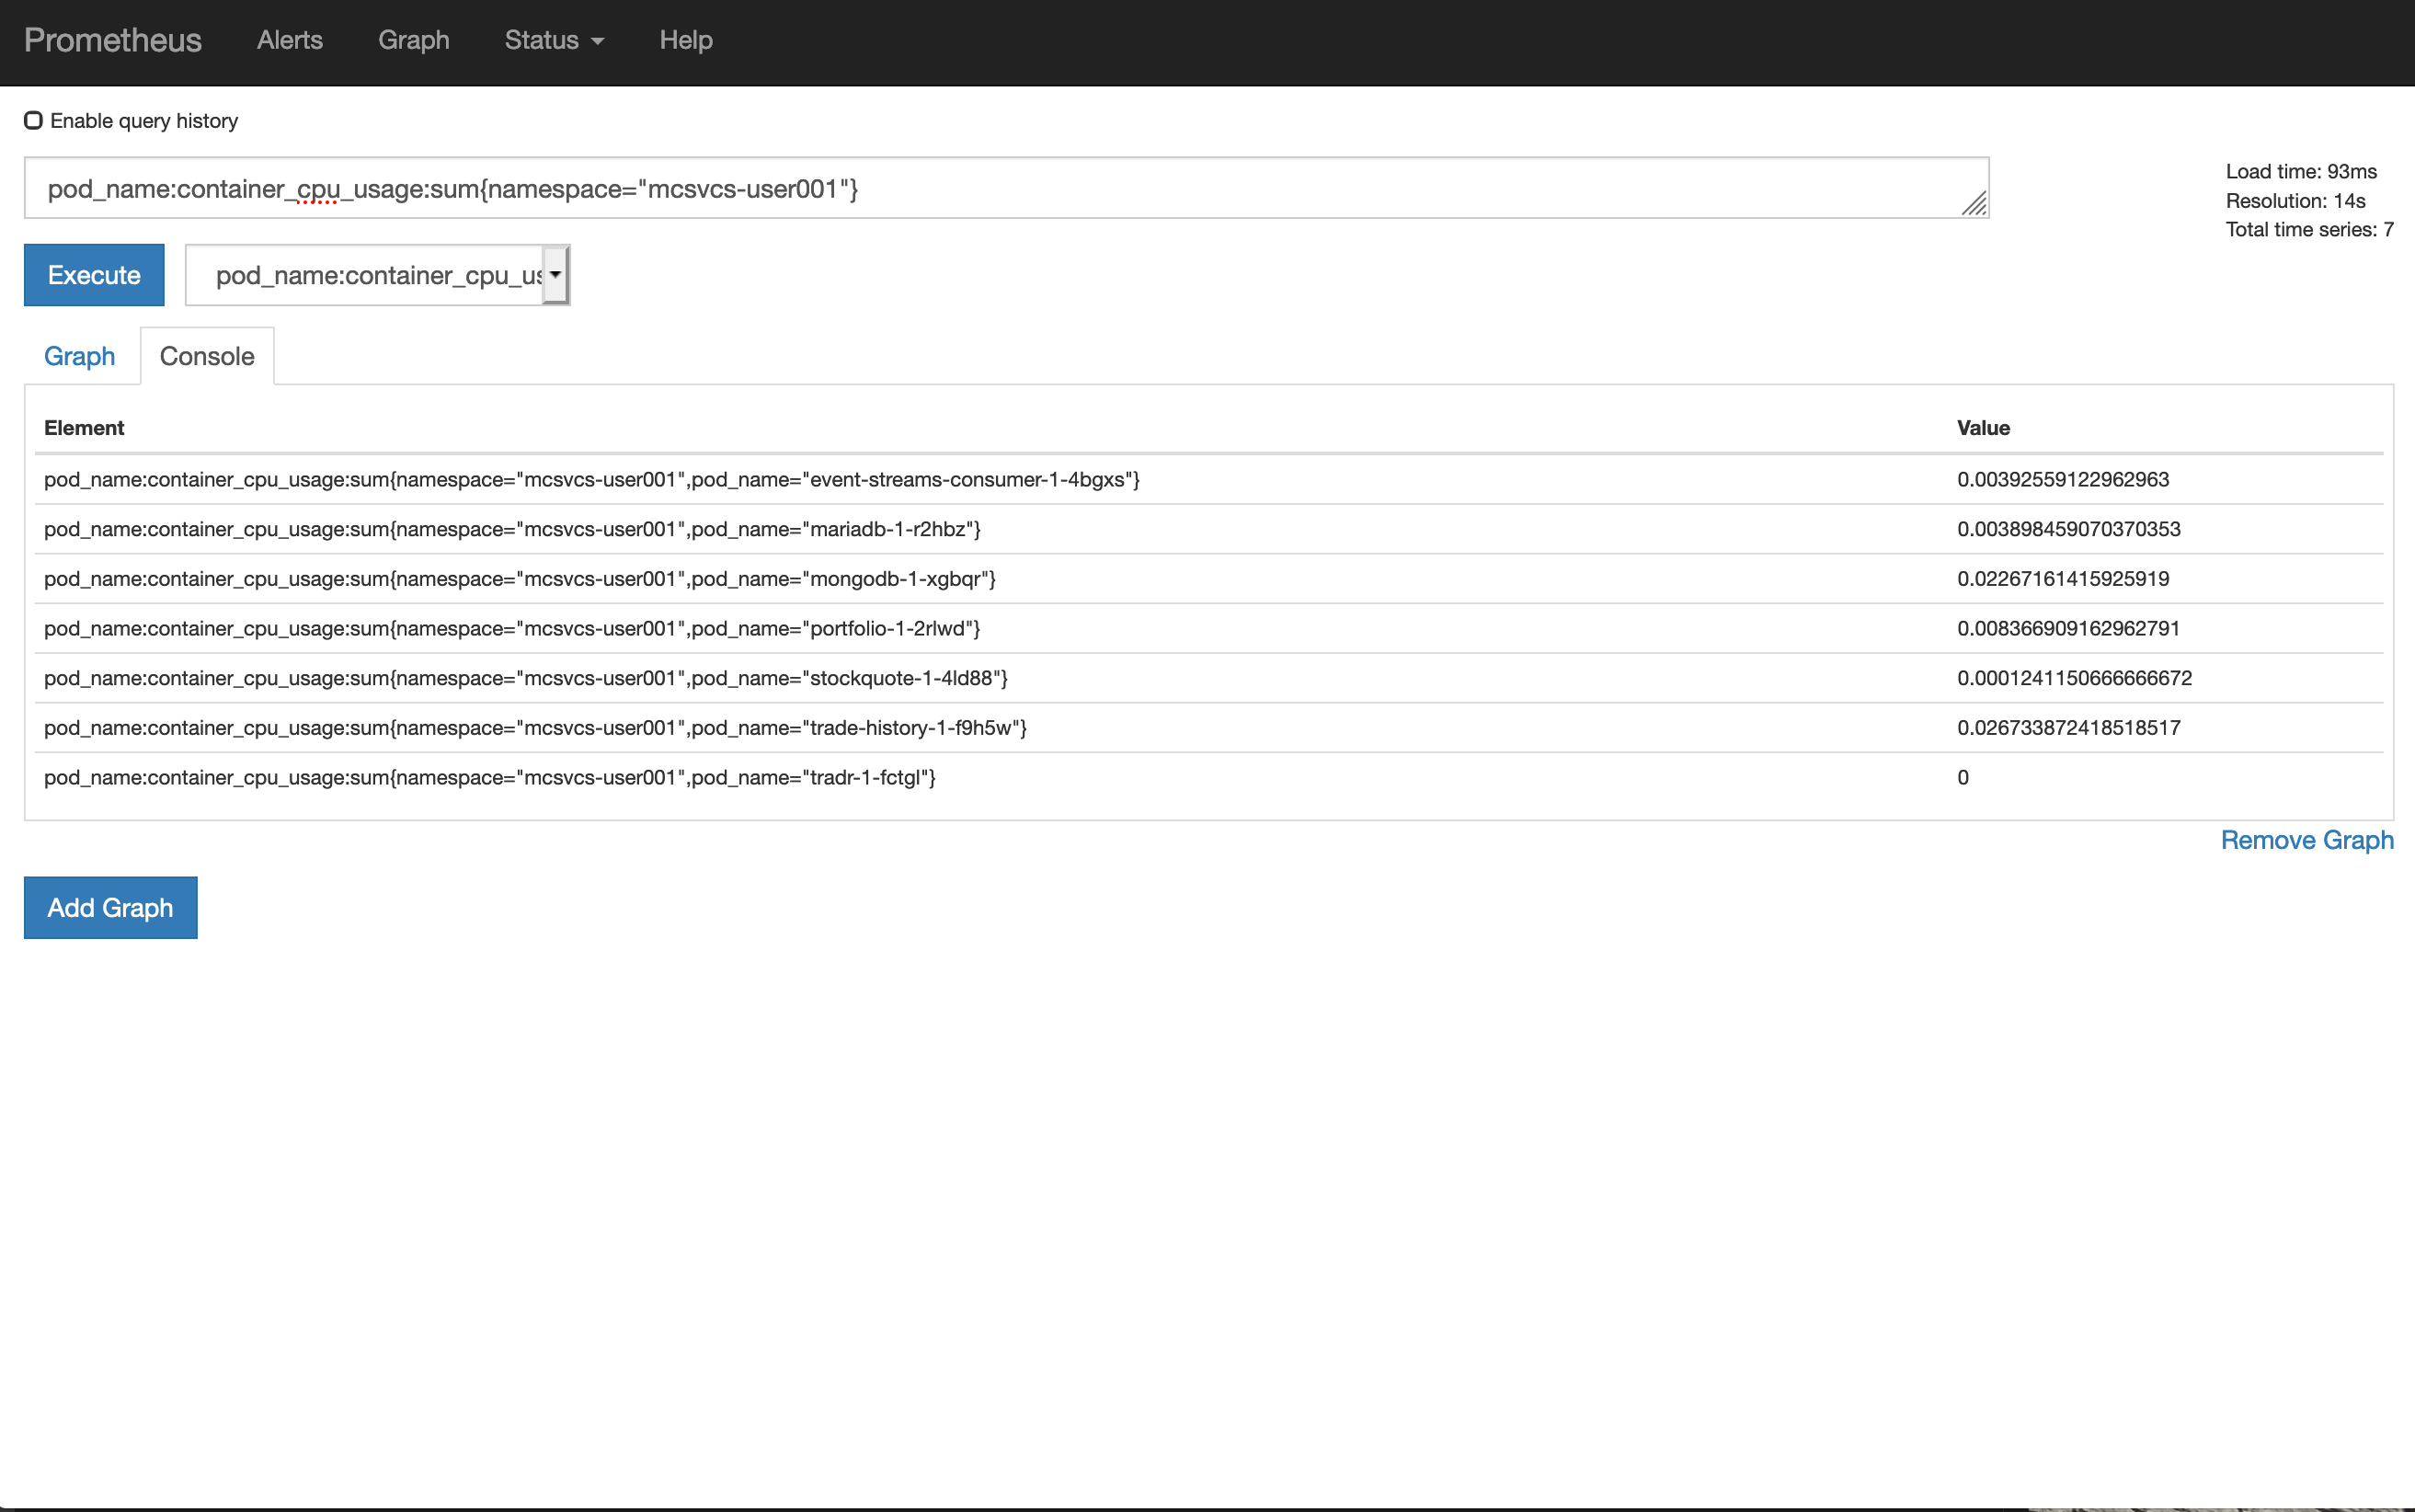 Prometheus Alerts Graph Status Help
Enable query history
pod_name:container_cpu_usage:sum{namespace="mcsvcs-user001"}
Load time: 93ms
Resolution: 14s
Total time series: 7
Execute pod_name:container_cpu_us
Graph Console
Element Value
pod_name:container_cpu_usage:sum{namespace="mcsvcs-user001",pod_name="event-streams-consumer-1-4bgxs"} 0.00392559122962963
pod_name:container_cpu_usage:sum{namespace="mcsvcs-user001",pod_name="mariadb-1-r2hbz"} 0.003898459070370353
pod_name:container_cpu_usage:sum{namespace="mcsvcs-user001",pod_name="mongodb-1-xgbqr"} 0.02267161415925919
pod_name:container_cpu_usage:sum{namespace="mcsvcs-user001",pod_name="portfolio-1-2rlwd"} 0.008366909162962791
pod_name:container_cpu_usage:sum{namespace="mcsvcs-user001",pod_name="stockquote-1-4ld88"} 0.0001241150666666672
pod_name:container_cpu_usage:sum{namespace="mcsvcs-user001",pod_name="trade-history-1-f9h5w"} 0.026733872418518517
pod_name:container_cpu_usage:sum{namespace="mcsvcs-user001",pod_name="tradr-1-fctgl"} 0
Remove Graph
Add Graph